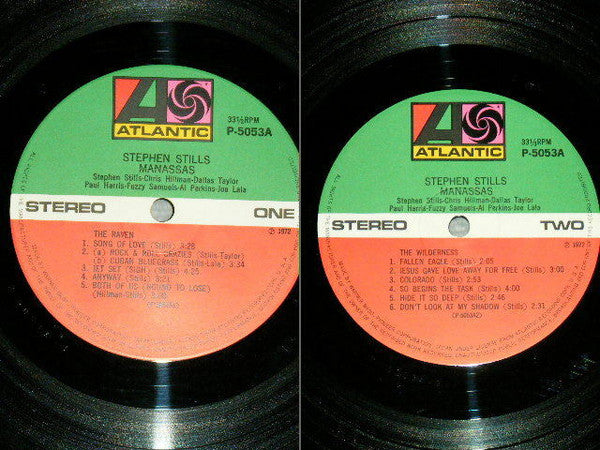 ATLANTIC
33⅓RPM
P-5053A
STEPHEN STILLS
MANASSAS
Stephen Stills-Chris Hillman-Dallas Taylor
Paul Harris-Fuzzy Samuels-Al Perkins-Joe Lala
STEREO
ONE
℗ 1972
THE RAVEN
1. SONG OF LOVE (Stills) 3:28
2. (a) ROCK & ROLL CRAZIES (Stills-Taylor)
(b) CUBAN BLUEGRASS (Stills-Lala) 3:34
3. JET SET (SIGH) (Stills) 4:25
4. ANYWAY (Stills) 3:21
5. BOTH OF US (BOUND TO LOSE)
(Hillman-Stills) 3:00
ATLANTIC
33⅓RPM
P-5053A
STEPHEN STILLS
MANASSAS
Stephen Stills-Chris Hillman-Dallas Taylor
Paul Harris-Fuzzy Samuels-Al Perkins-Joe Lala
STEREO
TWO
℗ 1972
THE WILDERNESS
1. FALLEN EAGLE (Stills) 2:05
2. JESUS GAVE LOVE AWAY FOR FREE (Stills) 3:00
3. COLORADO (Stills) 2:53
4. SO BEGINS THE TASK (Stills) 4:00
5. HIDE IT SO DEEP (Stills) 2:46
6. DON'T LOOK AT MY SHADOW (Stills) 2:31